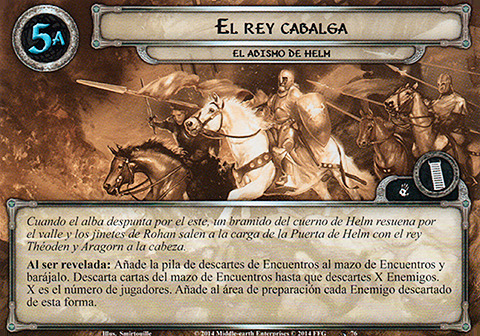 5A
El rey cabalga
El abismo de Helm
Cuando el alba despunta por el este, un bramido del cuerno de Helm resuena por
el valle y los jinetes de Rohan salen a la carga de la Puerta de Helm con el rey
Théoden y Aragorn a la cabeza.
Al ser revelada: Añade la pila de descartes de Encuentros al mazo de Encuentros y
barájalo. Descarta cartas del mazo de Encuentros hasta que descartes X Enemigos.
X es el número de jugadores. Añade al área de preparación cada Enemigo descartado
de esta forma.
Illus. Smirtouille ©2014 Middle-earth Enterprises ©2014 FFG 76